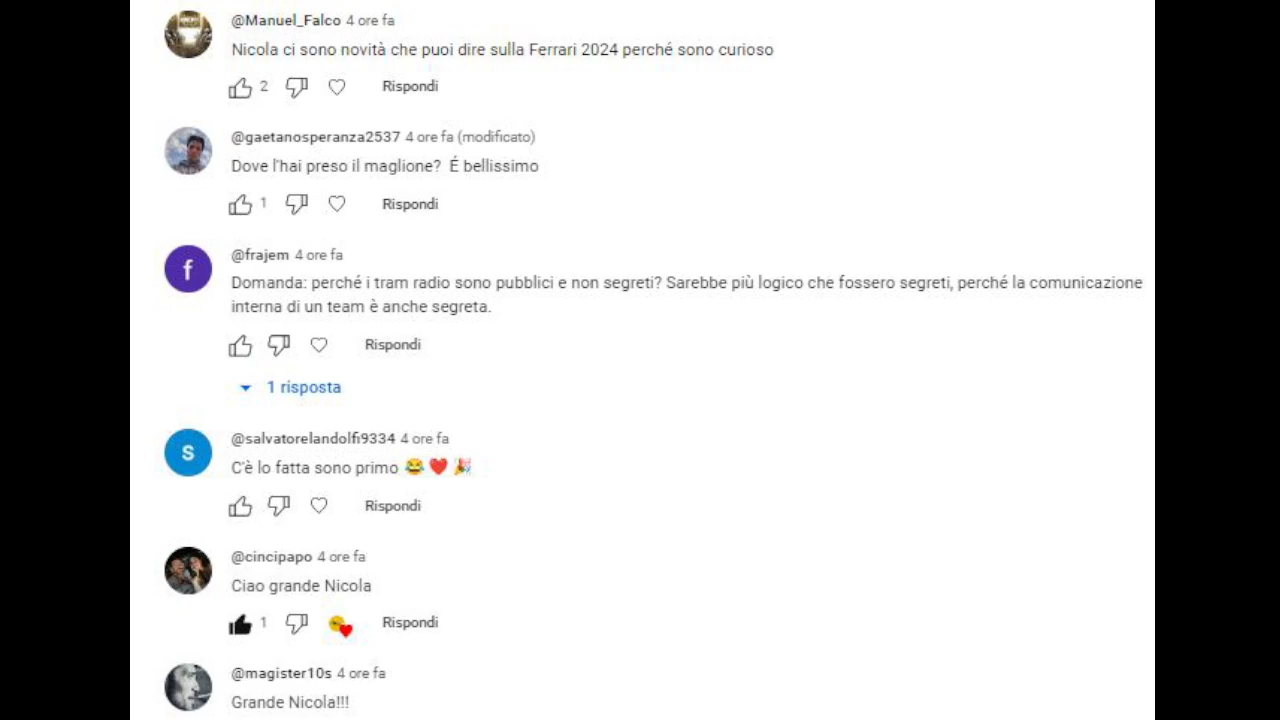 @Manuel_Falco 4 ore fa
Nicola ci sono novità che puoi dire sulla Ferrari 2024 perché sono curioso
2 Rispondi
@gaetanosperanza2537 4 ore fa (modificato)
Dove l'hai preso il maglione? É bellissimo
1 Rispondi
f
@frajem 4 ore fa
Domanda: perché i tram radio sono pubblici e non segreti? Sarebbe più logico che fossero segreti, perché la comunicazione
interna di un team è anche segreta.
Rispondi
1 risposta
s
@salvatorelandolfi9334 4 ore fa
C'è lo fatta sono primo 😂 ❤️ 🎉
Rispondi
@cincipapo 4 ore fa
Ciao grande Nicola
1 Rispondi
@magister10s 4 ore fa
Grande Nicola!!!